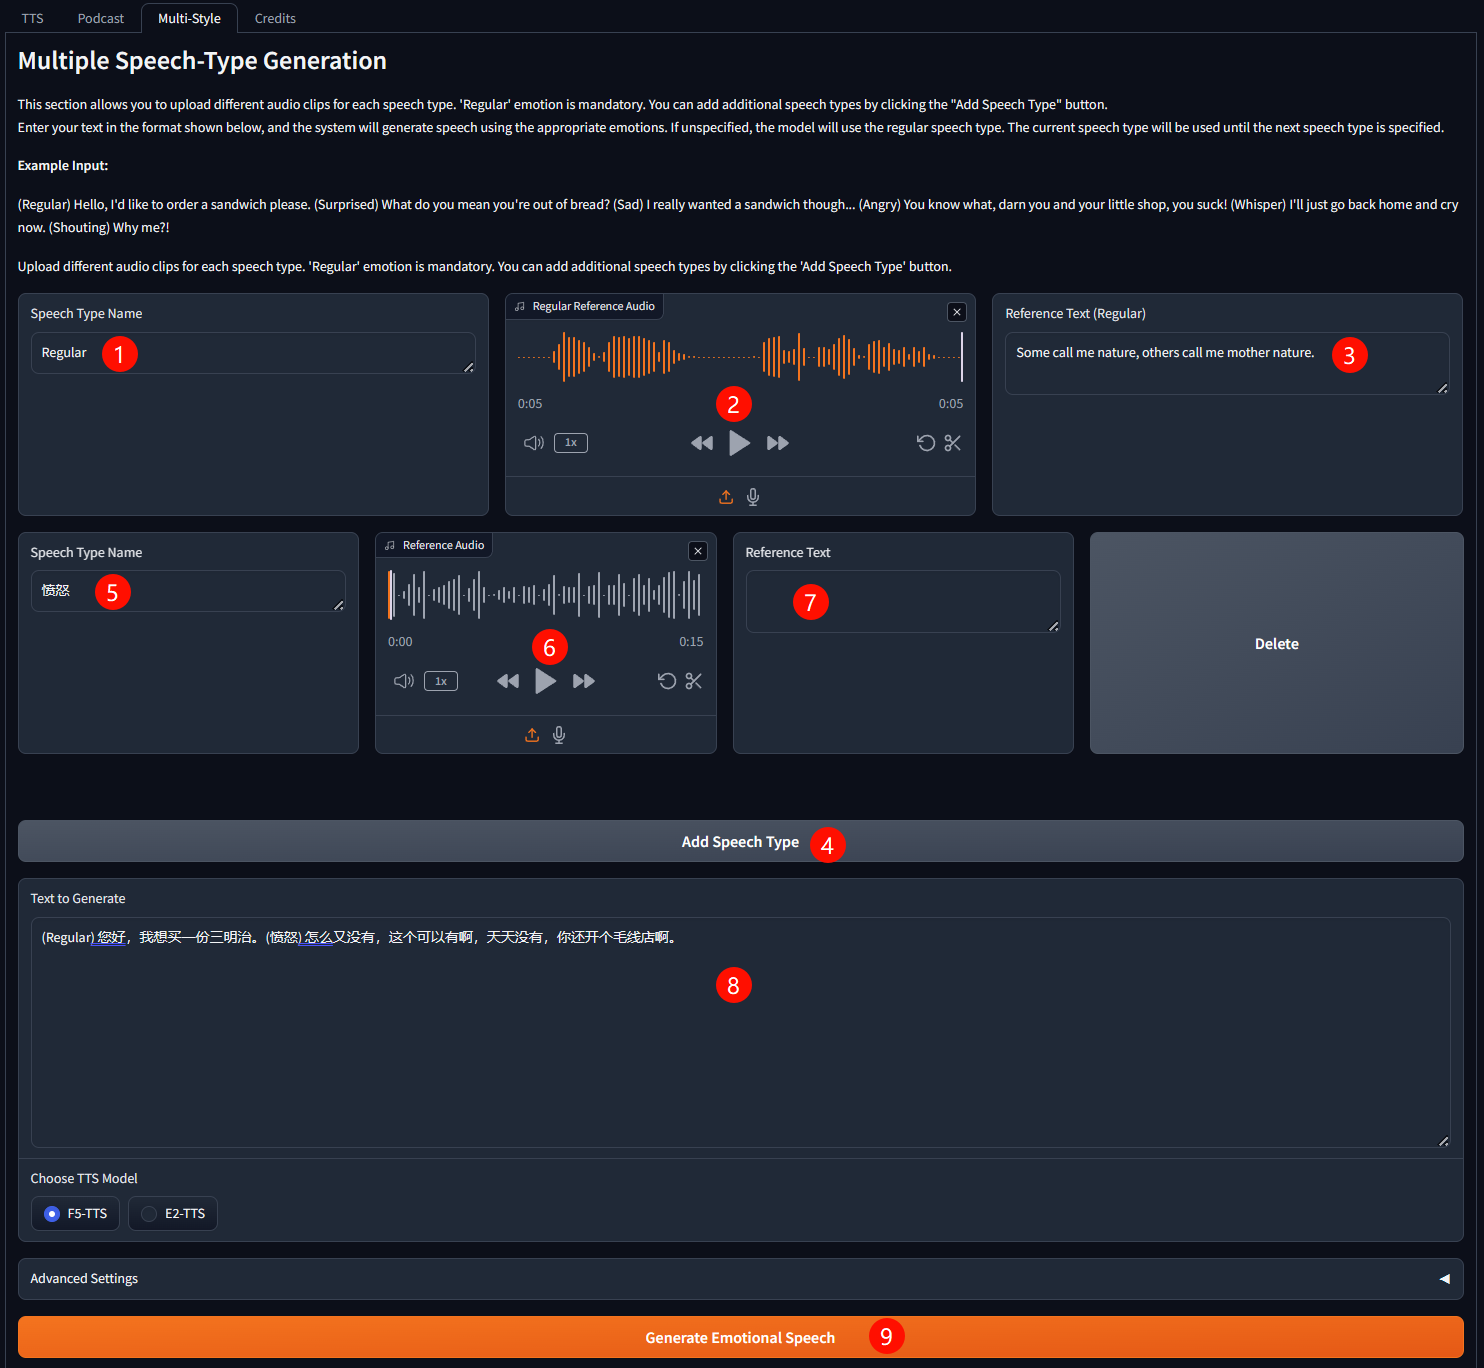 TTS
Podcast
Multi-Style
Credits
Multiple Speech-Type Generation
This section allows you to upload different audio clips for each speech type. 'Regular' emotion is mandatory. You can add additional speech types by clicking the "Add Speech Type" button.
Enter your text in the format shown below, and the system will generate speech using the appropriate emotions. If unspecified, the model will use the regular speech type. The current speech type will be used until the next speech type is specified.
Example Input:
(Regular) Hello, I'd like to order a sandwich please. (Surprised) What do you mean you're out of bread? (Sad) I really wanted a sandwich though... (Angry) You know what, darn you and your little shop, you suck! (Whisper) I'll just go back home and cry
now. (Shouting) Why me?!
Upload different audio clips for each speech type. 'Regular' emotion is mandatory. You can add additional speech types by clicking the 'Add Speech Type' button.
Speech Type Name
Regular
1
Regular Reference Audio
0:05
2
0:05
1x
Reference Text (Regular)
Some call me nature, others call me mother nature.
3
Speech Type Name
愤怒
5
Reference Audio
0:00
6
0:15
1x
Reference Text
7
Delete
Add Speech Type
4
Text to Generate
(Regular) 您好，我想买一份三明治。(愤怒) 怎么又没有，这个可以有啊，天天没有，你还开个毛线店啊。
8
Choose TTS Model
F5-TTS
E2-TTS
Advanced Settings
Generate Emotional Speech
9